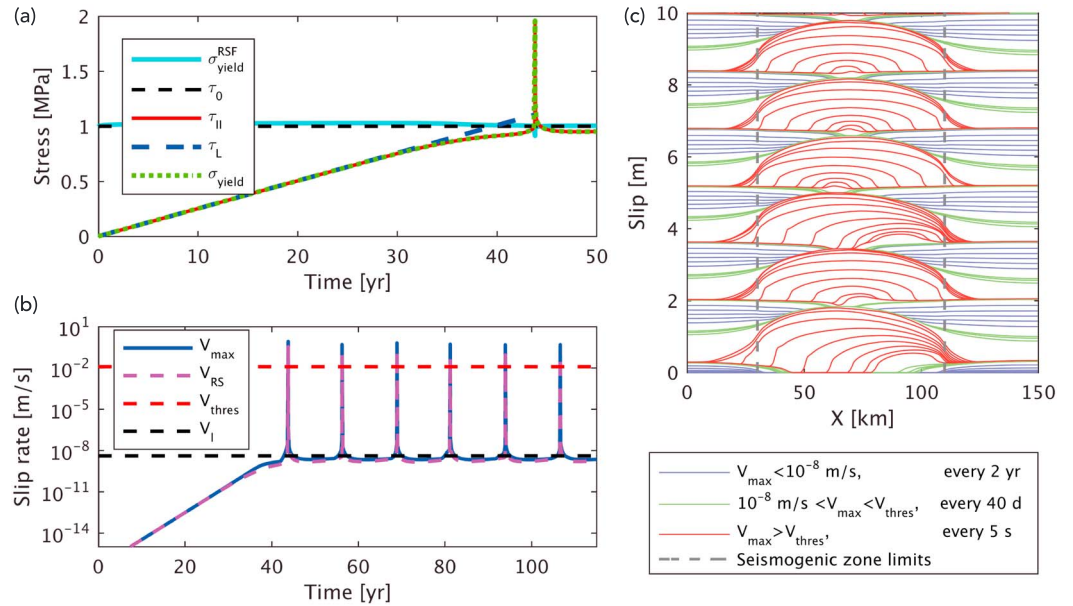 (a)
2
1.5
1
0.5
0
Stress [MPa]
σ_yield^RSF
τ_0
τ_II
τ_L
σ_yield
0 10 20 30 40 50
Time [yr]
(b)
10^1
10^-2
10^-5
10^-8
10^-11
10^-14
Slip rate [m/s]
V_max
V_RS
V_thres
V_l
0 20 40 60 80 100
Time [yr]
(c)
10
8
6
4
2
0
Slip [m]
0 50 100 150
X [km]
V_max<10^-8 m/s, every 2 yr
10^-8 m/s <V_max<V_thres, every 40 d
V_max>V_thres, every 5 s
Seismogenic zone limits